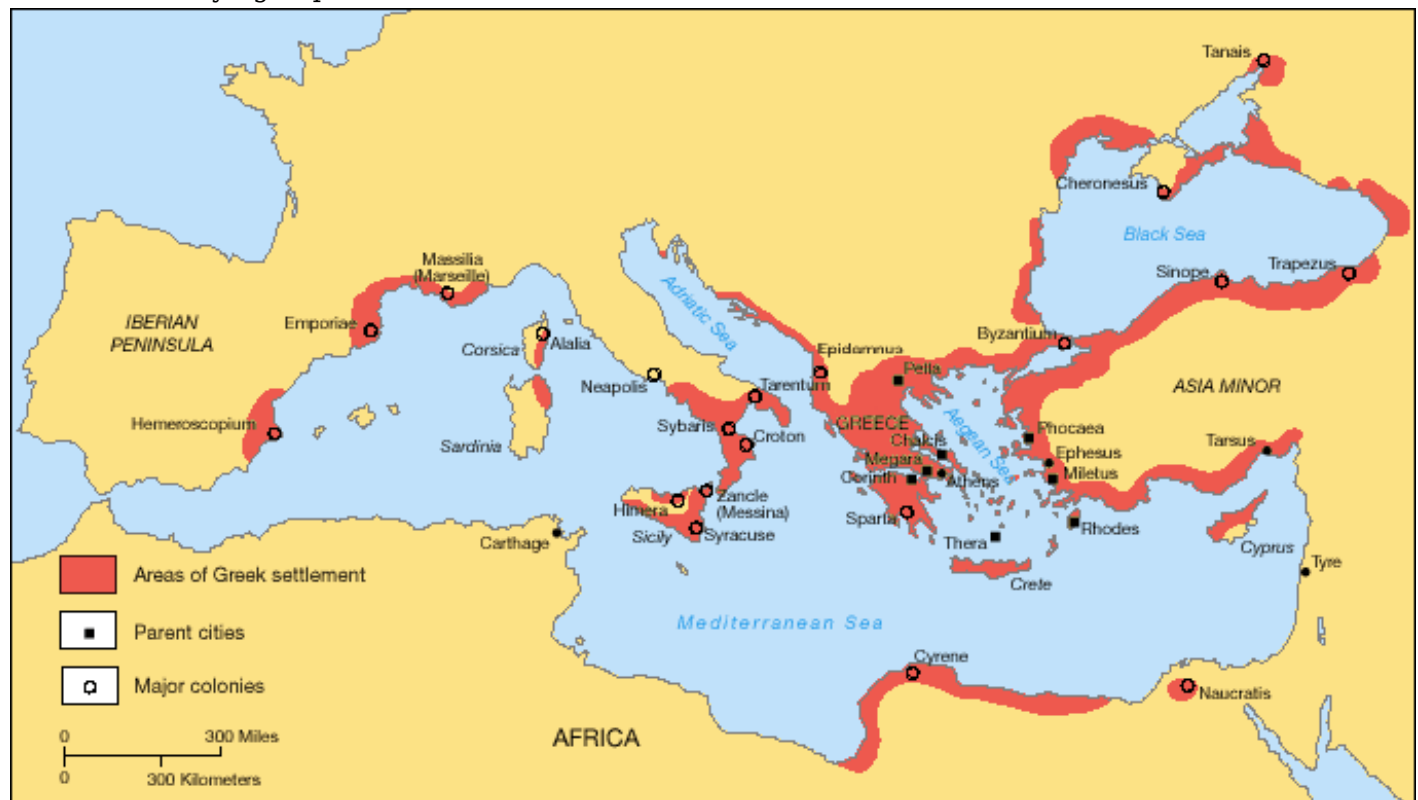 Tanais
Cheronesus
Black Sea
Sinope
Trapezus
Massilia
(Marseille)
Emporiae
IBERIAN
PENINSULA
Corsica
Alalia
Adriatic Sea
Byzantium
Epidamnus
Pella
Neapolis
Tarentum
ASIA MINOR
Hemeroscopium
Sardinia
Sybaris
Croton
GREECE
Aegean Sea
Chalcis
Phocaea
Megara
Ephesus
Tarsus
Corinth
Athens
Miletus
Himera
Zancle
(Messina)
Sparta
Rhodes
Carthage
Sicily
Syracuse
Thera
Cyprus
Tyre
Crete
Areas of Greek settlement
Parent cities
Mediterranean Sea
Major colonies
Cyrene
Naucratis
AFRICA
0 300 Miles
0 300 Kilometers